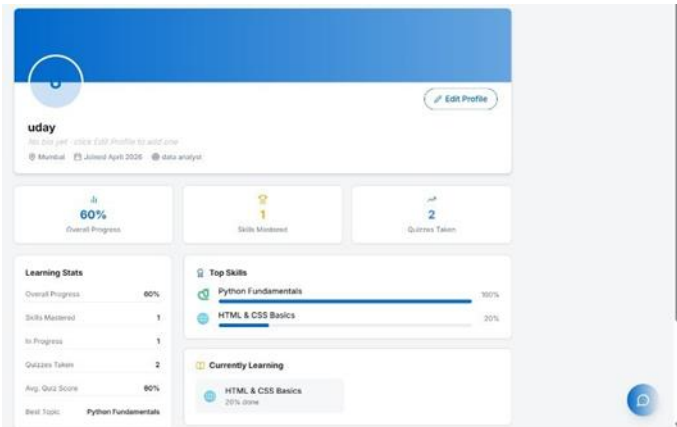 U
Edit Profile
uday
No bio yet - click Edit Profile to add one
Mumbai Joined April 2026 data analyst
60%
Overall Progress
1
Skills Mastered
2
Quizzes Taken
Learning Stats
Overall Progress 60%
Skills Mastered 1
In Progress 1
Quizzes Taken 2
Avg. Quiz Score 60%
Best Topic Python Fundamentals
Top Skills
Python Fundamentals 100%
HTML & CSS Basics 20%
Currently Learning
HTML & CSS Basics
20% done